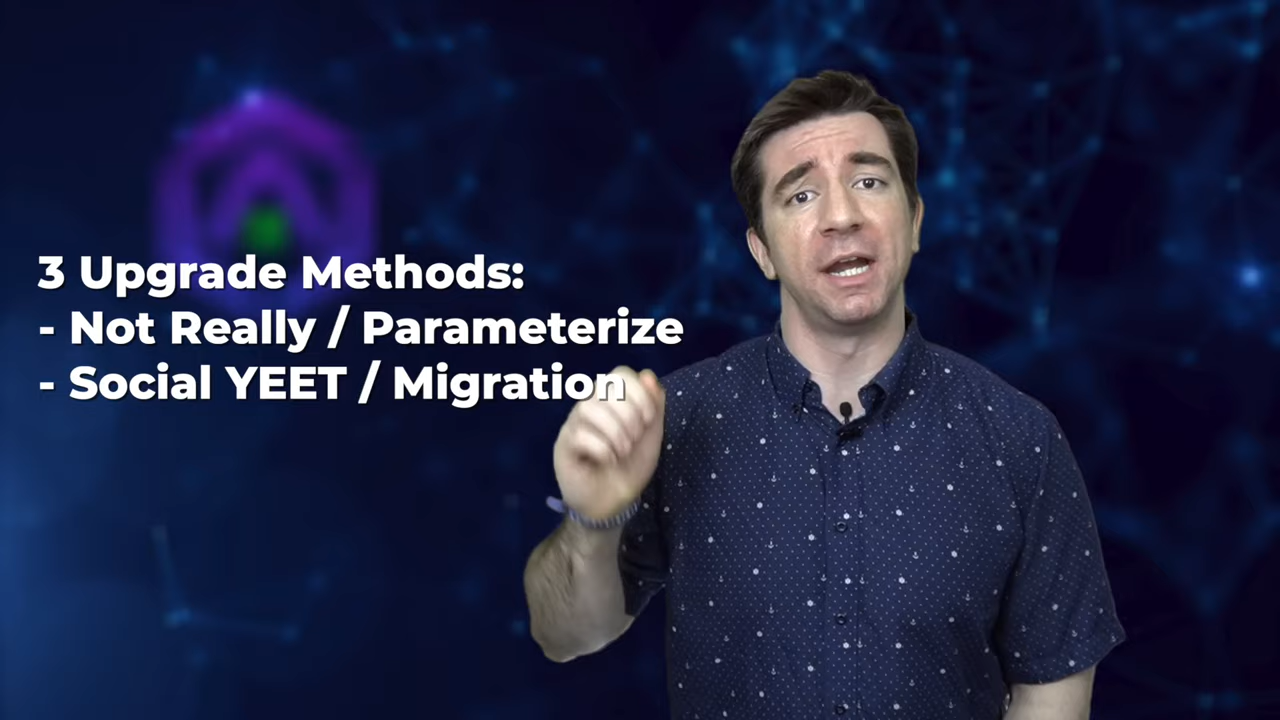 3 Upgrade Methods:
- Not Really / Parameterize
- Social YEET / Migration